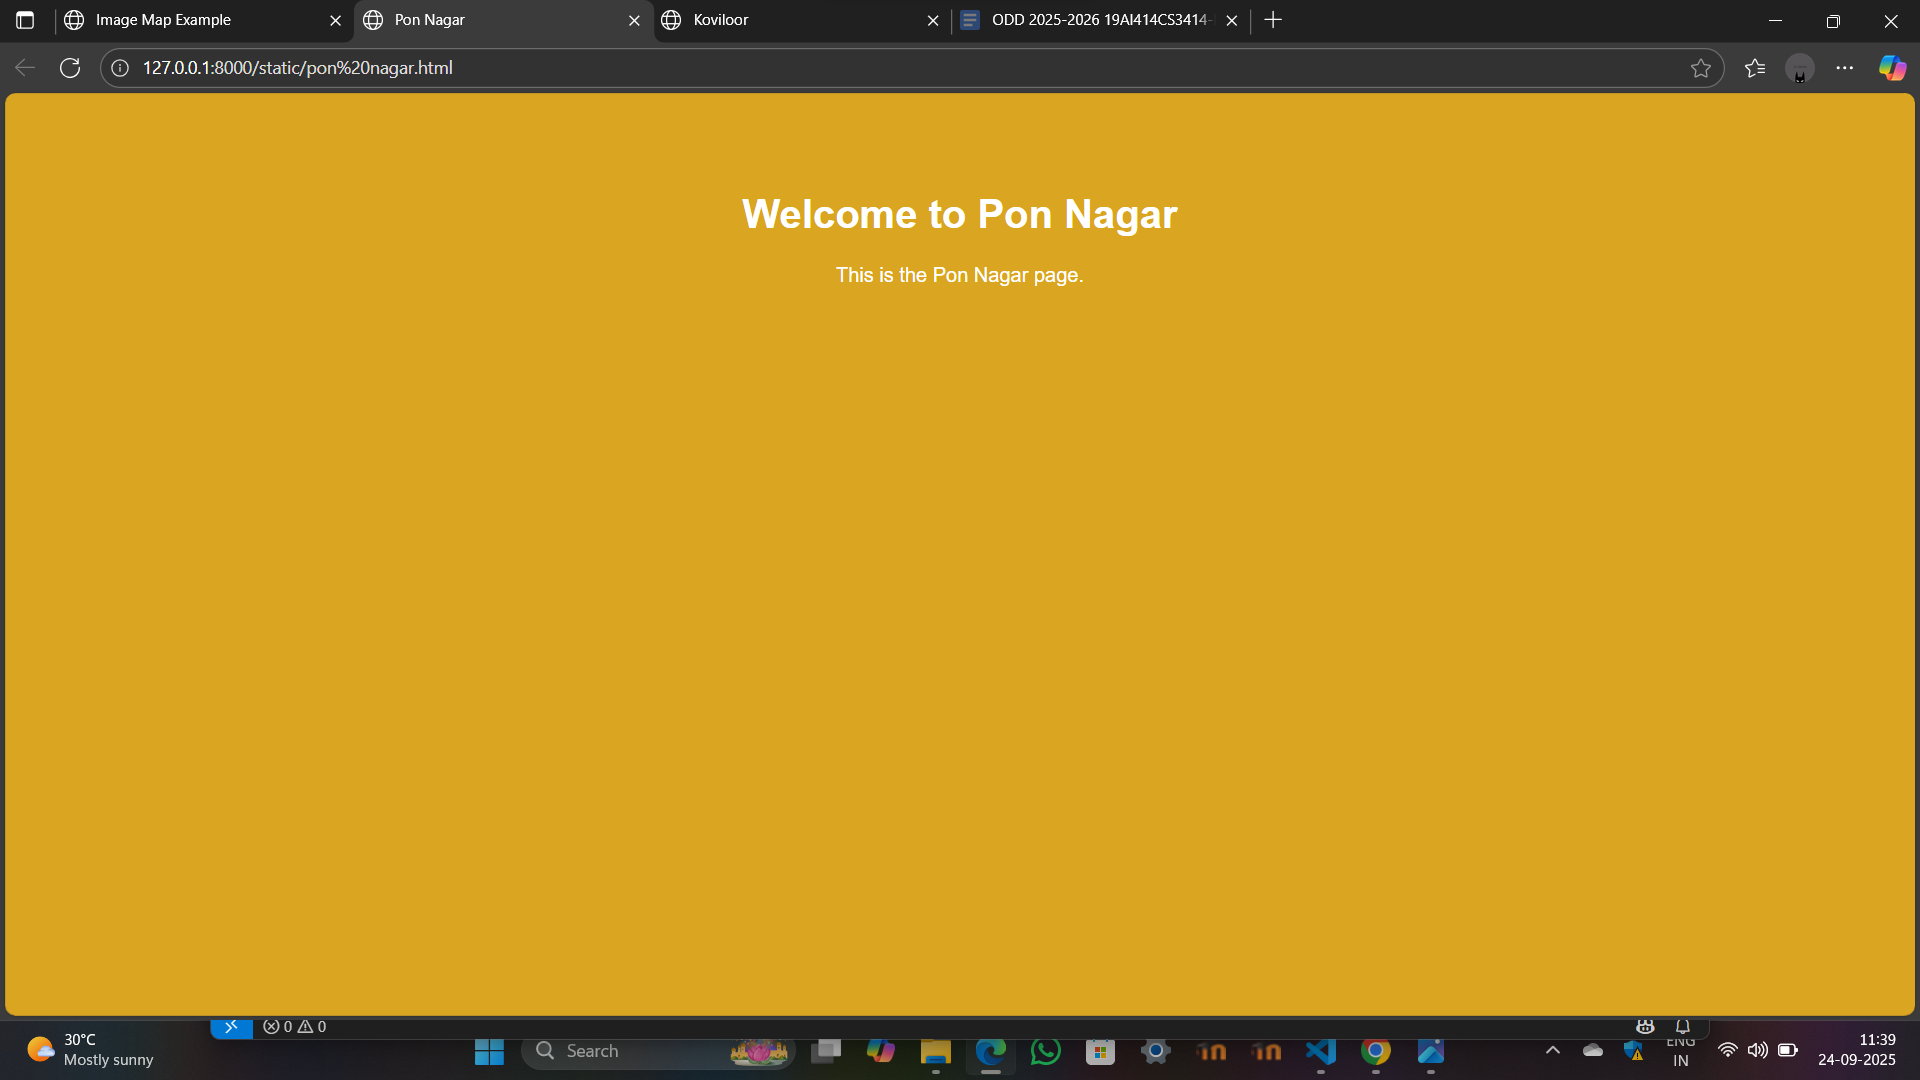 Image Map Example
Pon Nagar
Koviloor
ODD 2025-2026 19AI414CS3414-
127.0.0.1:8000/static/pon%20nagar.html
Welcome to Pon Nagar
This is the Pon Nagar page.
0 0
30°C
Mostly sunny
Search
ENG
IN
11:39
24-09-2025